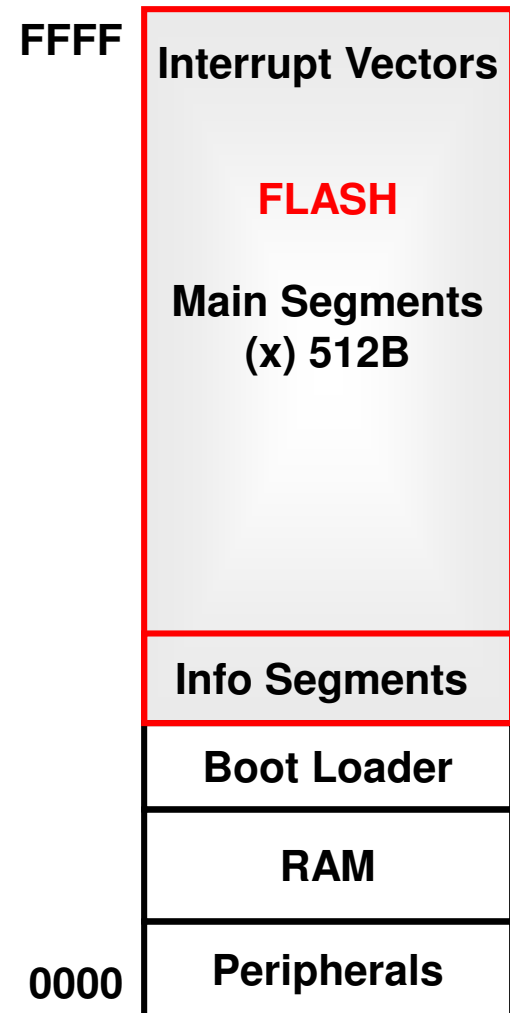 FFFF
Interrupt Vectors
FLASH
Main Segments
(x) 512B
Info Segments
Boot Loader
RAM
Peripherals
0000